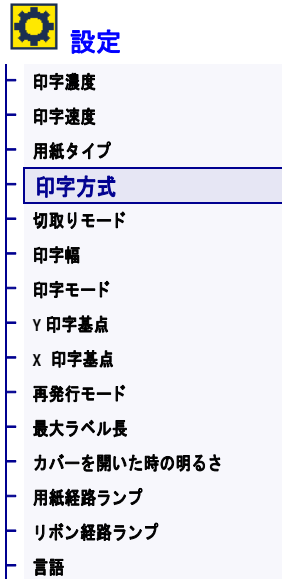 設定
印字濃度
印字速度
用紙タイプ
印字方式
切取りモード
印字幅
印字モード
Y 印字基点
X 印字基点
再発行モード
最大ラベル長
カバーを開いた時の明るさ
用紙経路ランプ
リボン経路ランプ
言語